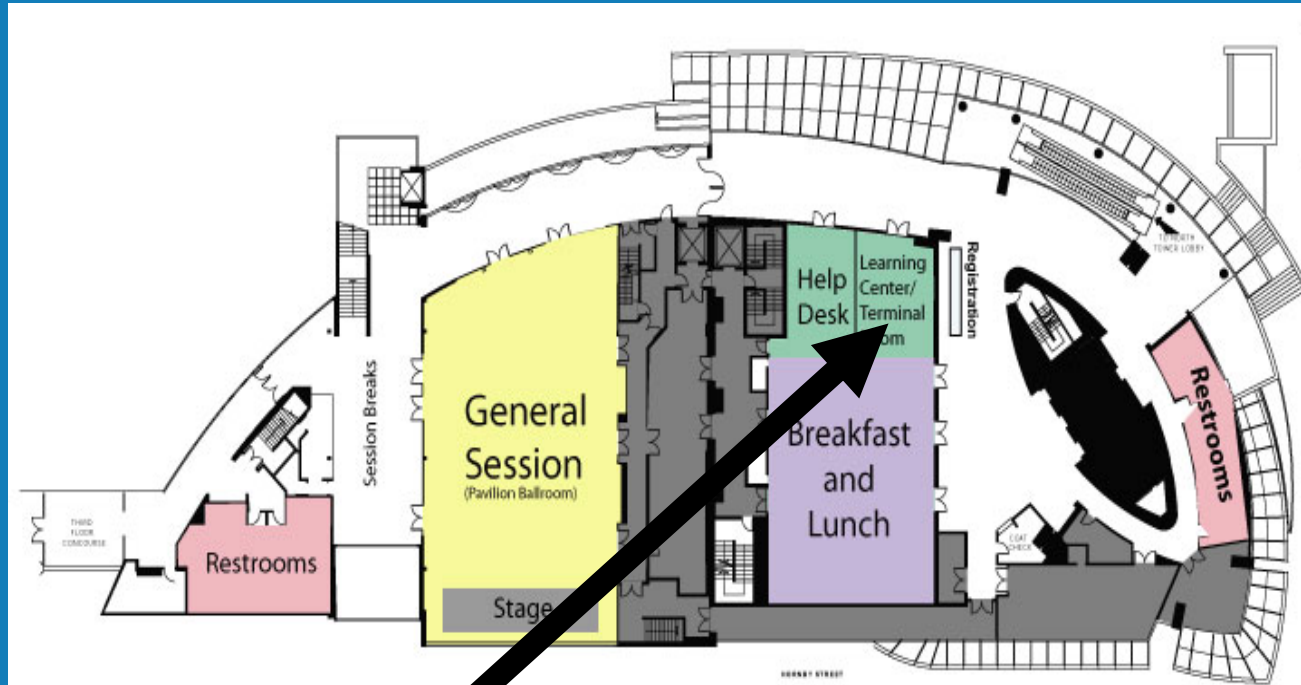 TO NORTH
TOWER LOBBY
Registration
Help
Desk
Learning
Center/
Terminal
Session Breaks
General
Session
(Pavilion Ballroom)
Breakfast
and
Lunch
Restrooms
THIRD
FLOOR
CONCOURSE
Restrooms
COAT
CHECK
Stage
HORNBY STREET